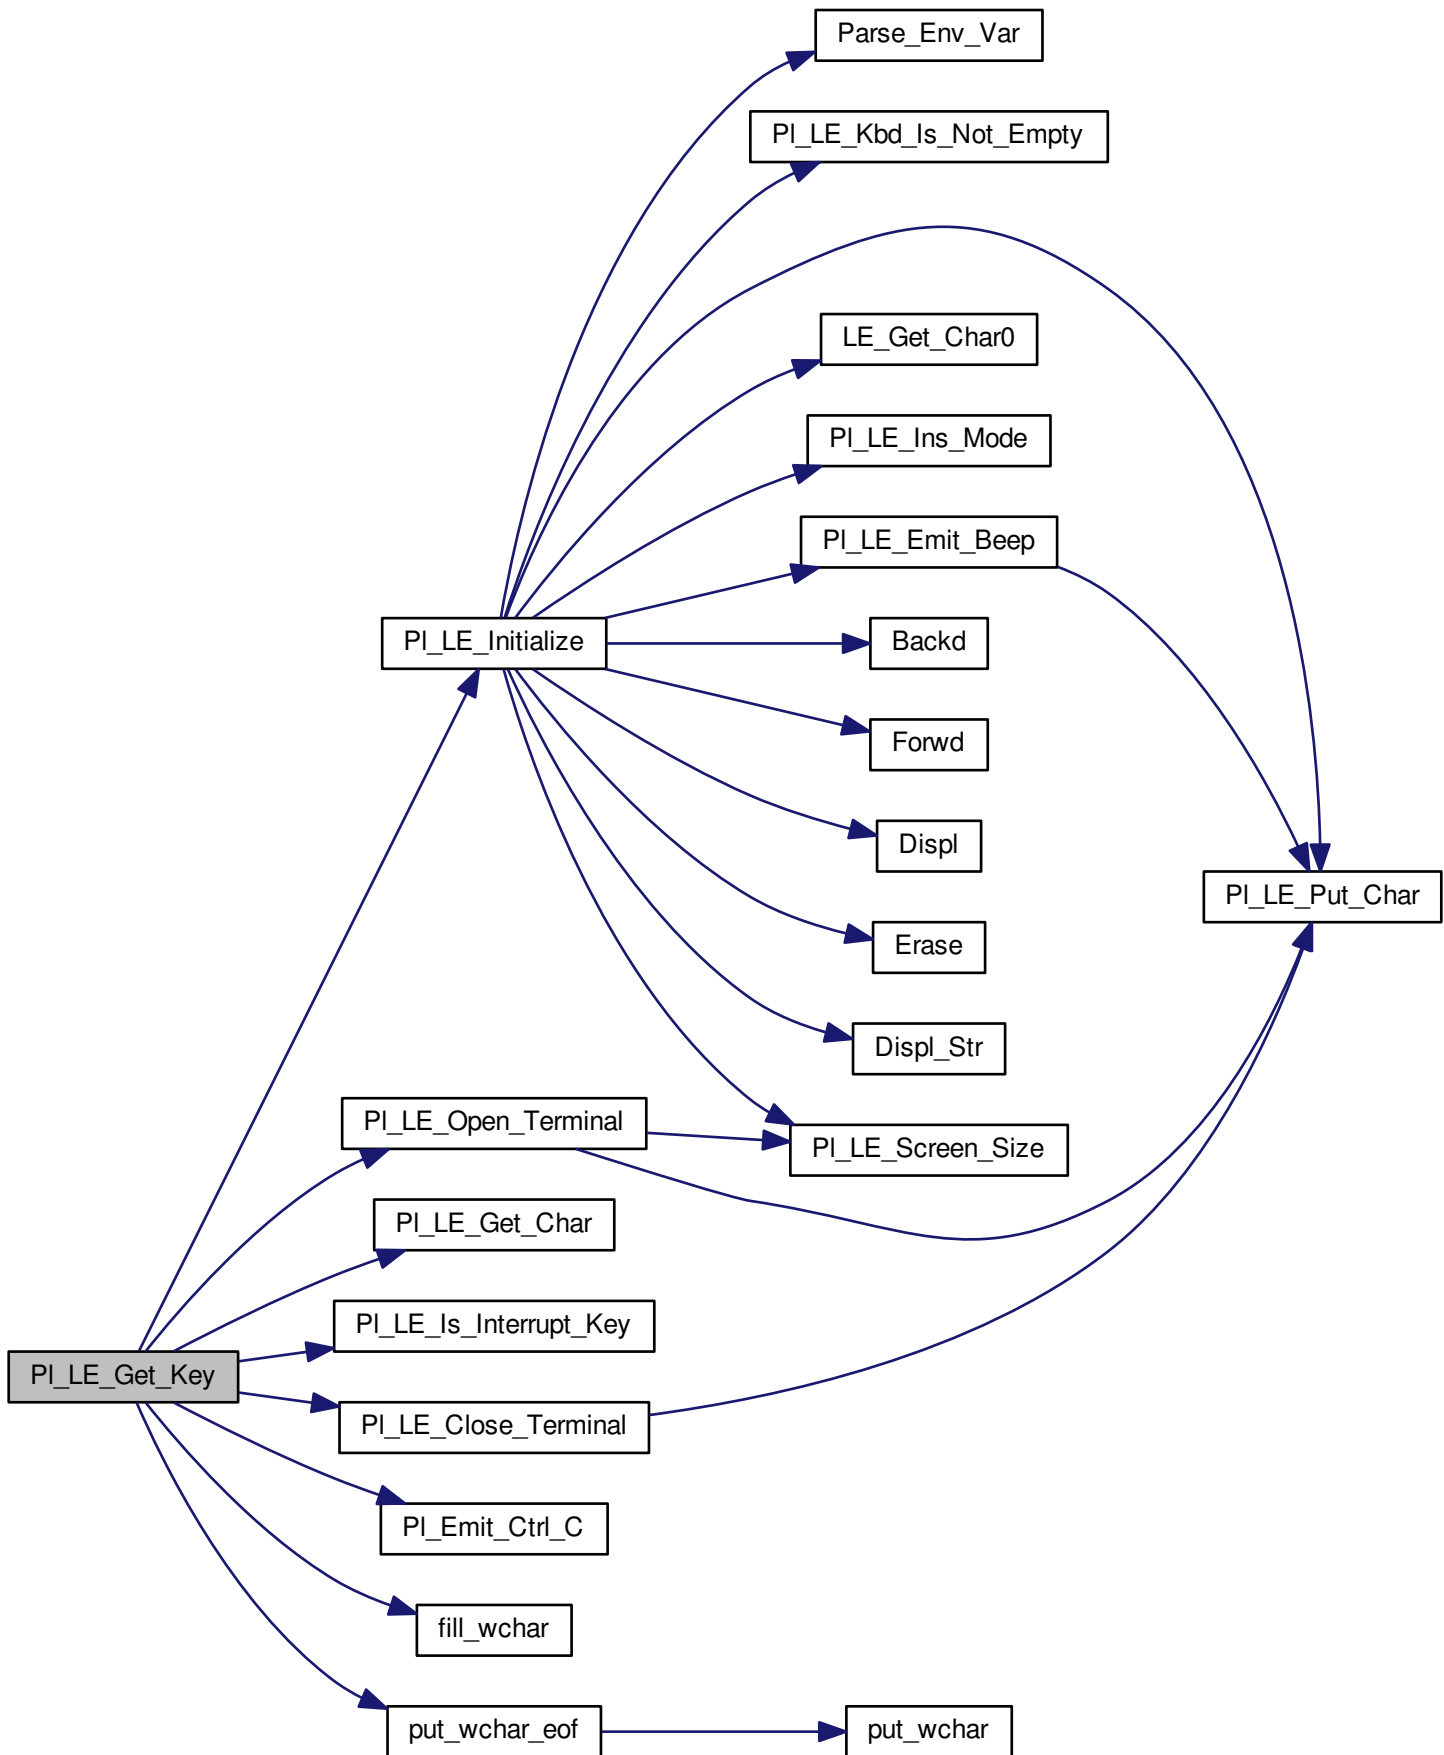 Parse_Env_Var
Pl_LE_Kbd_Is_Not_Empty
LE_Get_Char0
Pl_LE_Ins_Mode
Pl_LE_Emit_Beep
Pl_LE_Initialize
Backd
Forwd
Displ
Pl_LE_Put_Char
Erase
Displ_Str
Pl_LE_Open_Terminal
Pl_LE_Screen_Size
Pl_LE_Get_Char
Pl_LE_Is_Interrupt_Key
Pl_LE_Get_Key
Pl_LE_Close_Terminal
Pl_Emit_Ctrl_C
fill_wchar
put_wchar_eof
put_wchar